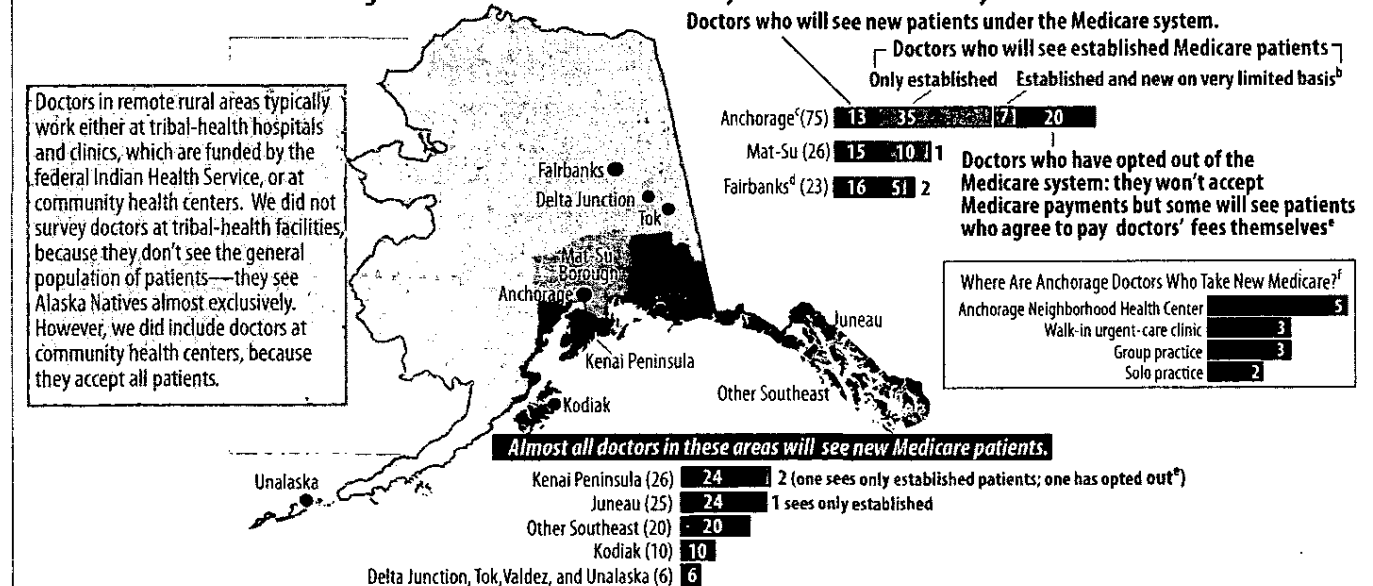 Doctors who will see new patients under the Medicare system.
Doctors who will see established Medicare patients
Only established
Established and new on very limited basisᵇ
Anchorageᶜ(75) 13 35 7 20
Mat-Su (26) 15 10 1
Fairbanksᵈ (23) 16 5 2
Doctors who have opted out of the
Medicare system: they won't accept
Medicare payments but some will see patients
who agree to pay doctors' fees themselvesᵉ
Doctors in remote rural areas typically
work either at tribal-health hospitals
and clinics, which are funded by the
federal Indian Health Service, or at
community health centers. We did not
survey doctors at tribal-health facilities,
because they don't see the general
population of patients—they see
Alaska Natives almost exclusively.
However, we did include doctors at
community health centers, because
they accept all patients.
Fairbanks
Delta Junction
Tok
Mat-Su
Borough
Anchorage
Kenai Peninsula
Juneau
Other Southeast
Kodiak
Unalaska
Where Are Anchorage Doctors Who Take New Medicare?ᶠ
Anchorage Neighborhood Health Center 5
Walk-in urgent-care clinic 3
Group practice 3
Solo practice 2
Almost all doctors in these areas will see new Medicare patients.
Kenai Peninsula (26) 24 2 (one sees only established patients; one has opted outᵉ)
Juneau (25) 24 1 sees only established
Other Southeast (20) 20
Kodiak (10) 10
Delta Junction, Tok, Valdez, and Unalaska (6) 6